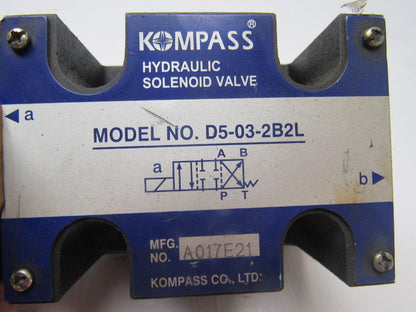 KOMPASS®
HYDRAULIC
SOLENOID VALVE
a
MODEL NO. D5-03-2B2L
A B
a
b
P T
MFG.
NO. A017E21
KOMPASS CO., LTD.